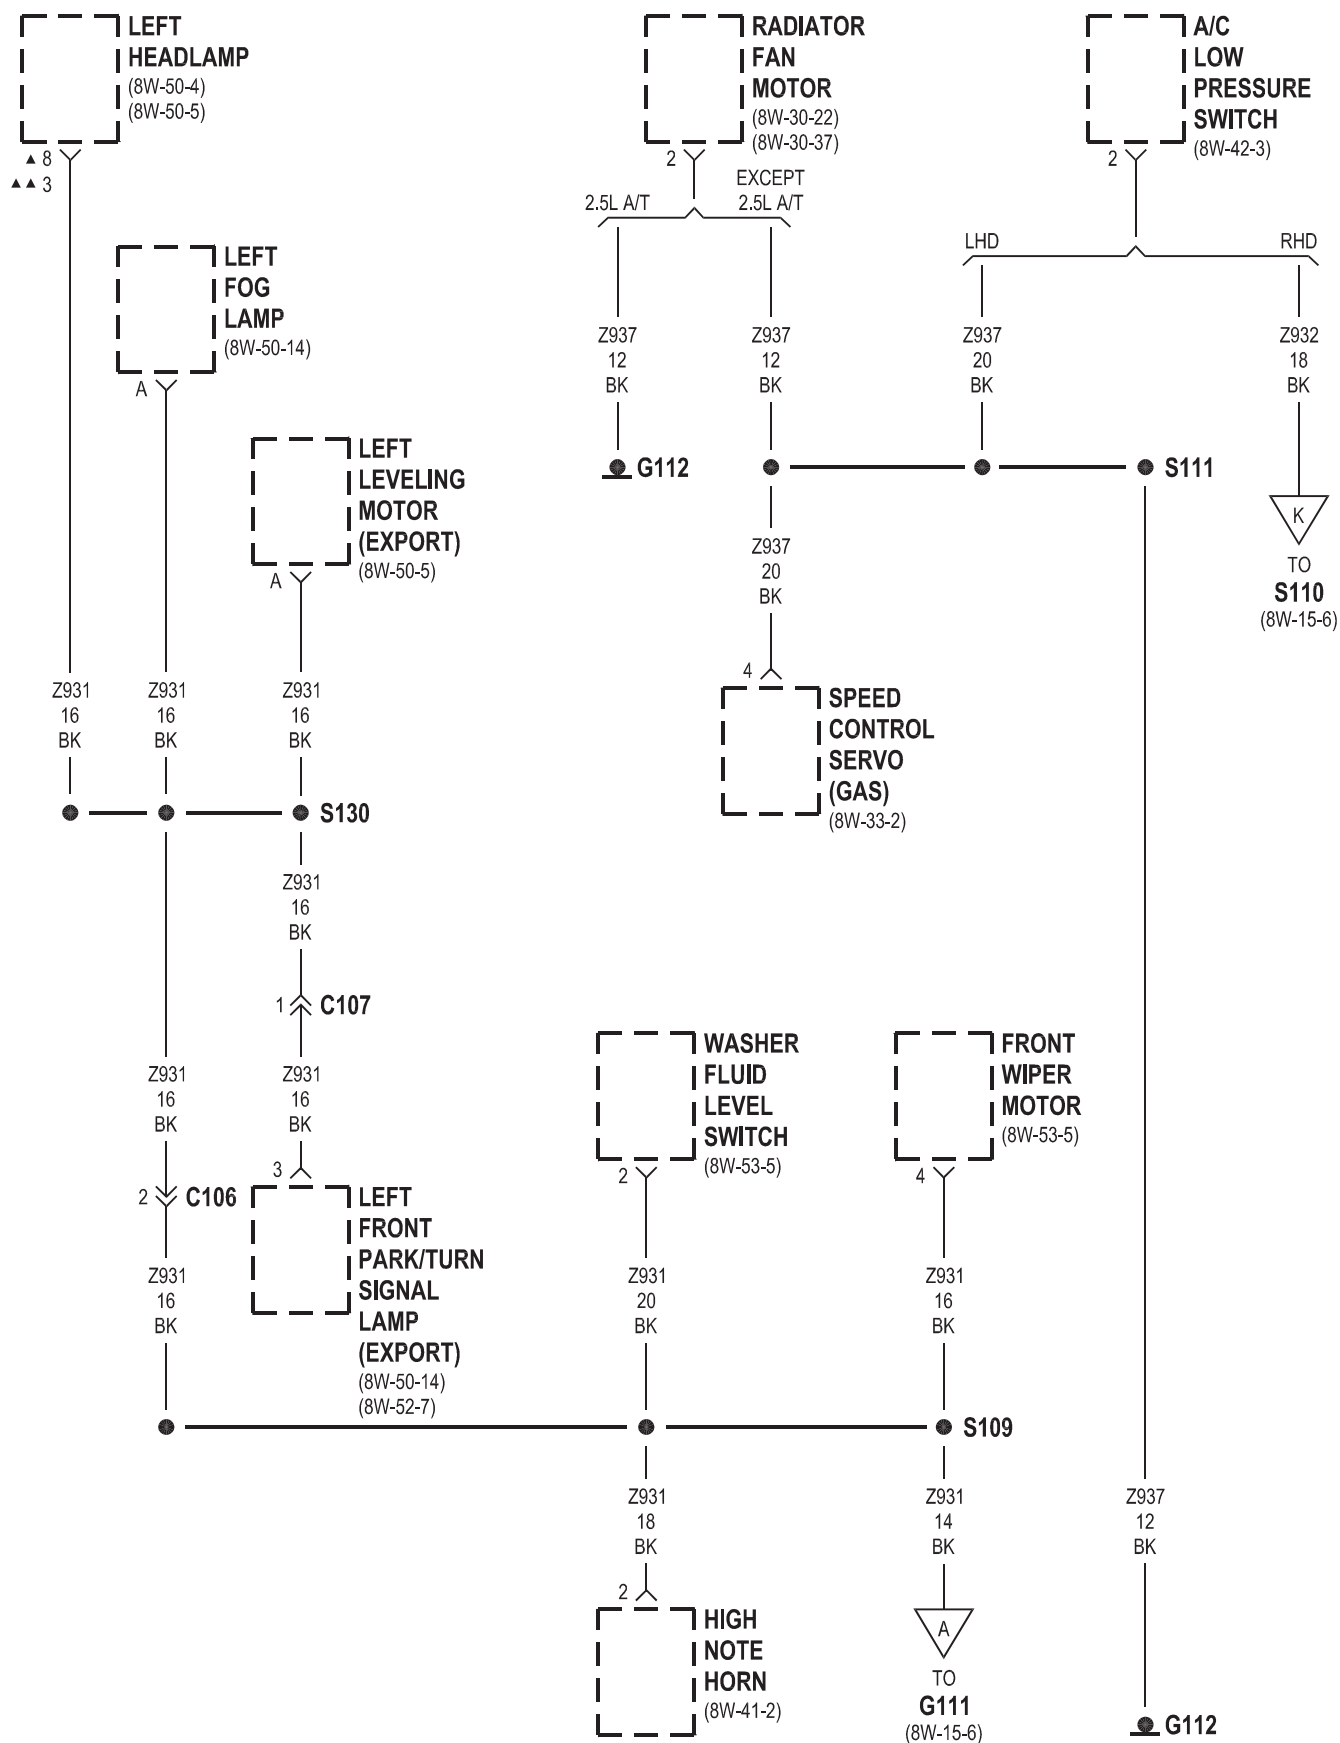 LEFT
HEADLAMP
(8W-50-4)
(8W-50-5)
▲ 8
▲▲ 3
RADIATOR
FAN
MOTOR
(8W-30-22)
(8W-30-37)
2
2.5L A/T
EXCEPT
2.5L A/T
A/C
LOW
PRESSURE
SWITCH
(8W-42-3)
2
LHD
RHD
LEFT
FOG
LAMP
(8W-50-14)
A
Z937
12
BK
Z937
12
BK
Z937
20
BK
Z932
18
BK
LEFT
LEVELING
MOTOR
(EXPORT)
(8W-50-5)
A
G112
S111
K
TO
S110
(8W-15-6)
Z937
20
BK
4
SPEED
CONTROL
SERVO
(GAS)
(8W-33-2)
Z931
16
BK
Z931
16
BK
Z931
16
BK
S130
Z931
16
BK
1
C107
Z931
16
BK
Z931
16
BK
WASHER
FLUID
LEVEL
SWITCH
(8W-53-5)
2
FRONT
WIPER
MOTOR
(8W-53-5)
4
2
C106
3
LEFT
FRONT
PARK/TURN
SIGNAL
LAMP
(EXPORT)
(8W-50-14)
(8W-52-7)
Z931
16
BK
Z931
20
BK
Z931
16
BK
S109
Z931
18
BK
Z931
14
BK
Z937
12
BK
2
HIGH
NOTE
HORN
(8W-41-2)
A
TO
G111
(8W-15-6)
G112